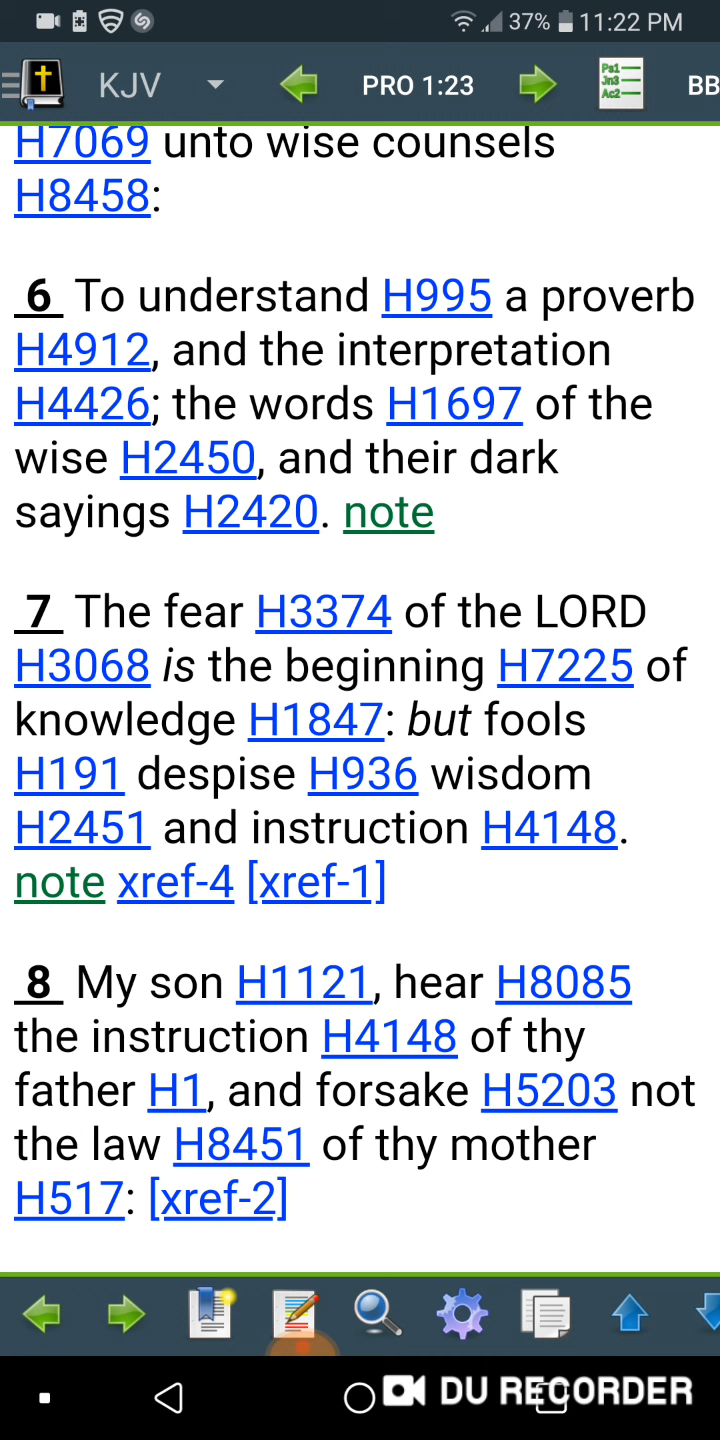 37% 11:22 PM
KJV PRO 1:23 Ps1 Jn3 Ac2 BB
H7069 unto wise counsels
H8458:
6 To understand H995 a proverb
H4912, and the interpretation
H4426; the words H1697 of the
wise H2450, and their dark
sayings H2420. note
7 The fear H3374 of the LORD
H3068 is the beginning H7225 of
knowledge H1847: but fools
H191 despise H936 wisdom
H2451 and instruction H4148.
note xref-4 [xref-1]
8 My son H1121, hear H8085
the instruction H4148 of thy
father H1, and forsake H5203 not
the law H8451 of thy mother
H517: [xref-2]
DU RECORDER